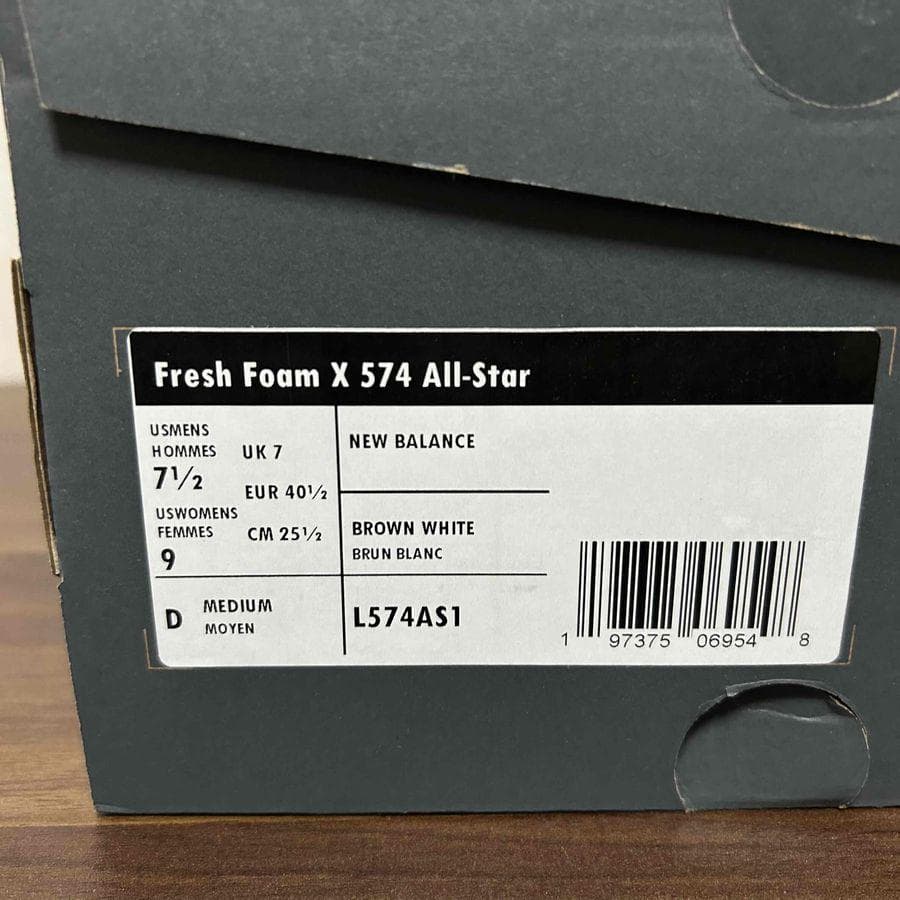 Fresh Foam X 574 All-Star
USMENS
HOMMES
7½
UK 7
EUR 40½
USWOMENS
FEMMES
9
CM 25½
D
MEDIUM
MOYEN
NEW BALANCE
BROWN WHITE
BRUN BLANC
L574AS1
1 97375 06954 8